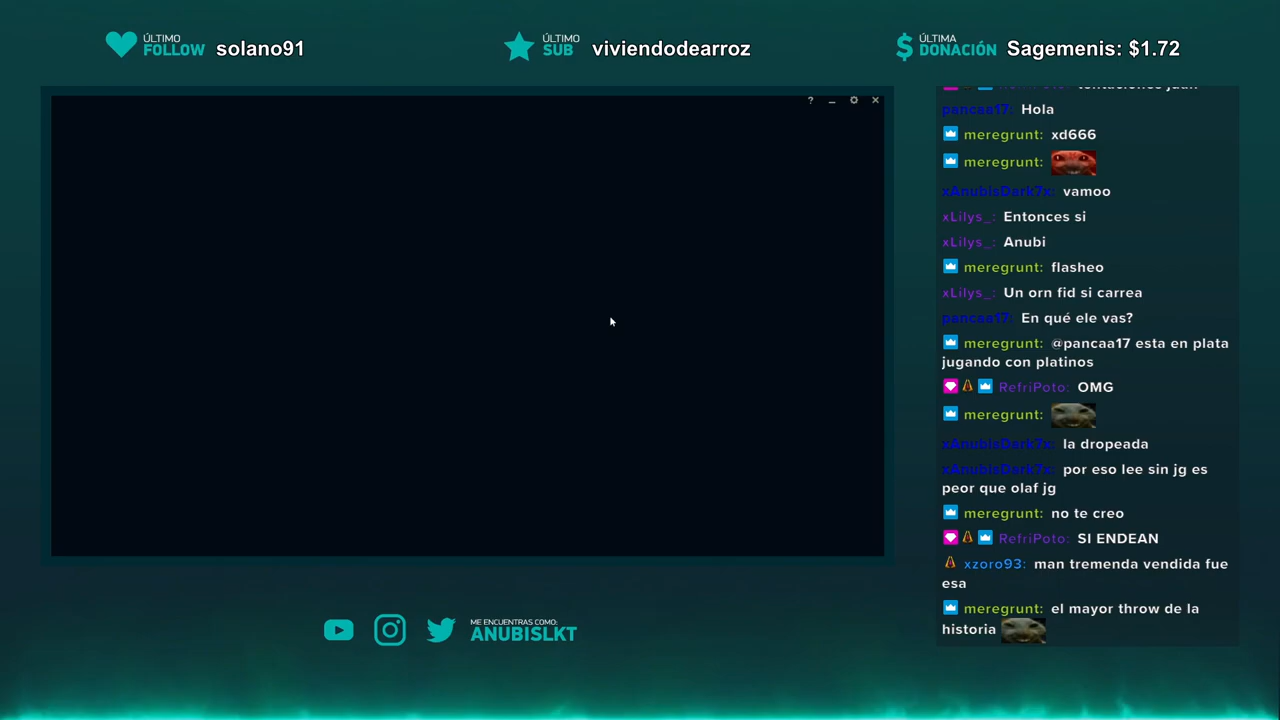 ÚLTIMO
FOLLOW solano91
ÚLTIMO
SUB viviendodearroz
ÚLTIMA
DONACIÓN Sagemenis: $1.72
?
pancaa17: Hola
meregrunt: xd666
meregrunt:
xAnubisDark7x: vamoo
xLilys_: Entonces si
xLilys_: Anubi
meregrunt: flasheo
xLilys_: Un orn fid si carrea
pancaa17: En qué ele vas?
meregrunt: @pancaa17 esta en plata
jugando con platinos
RefriPoto: OMG
meregrunt:
xAnubisDark7x: la dropeada
xAnubisDark7x: por eso lee sin jg es
peor que olaf jg
meregrunt: no te creo
RefriPoto: SI ENDEAN
xzoro93: man tremenda vendida fue
esa
meregrunt: el mayor throw de la
historia
ME ENCUENTRAS COMO:
ANUBISLKT